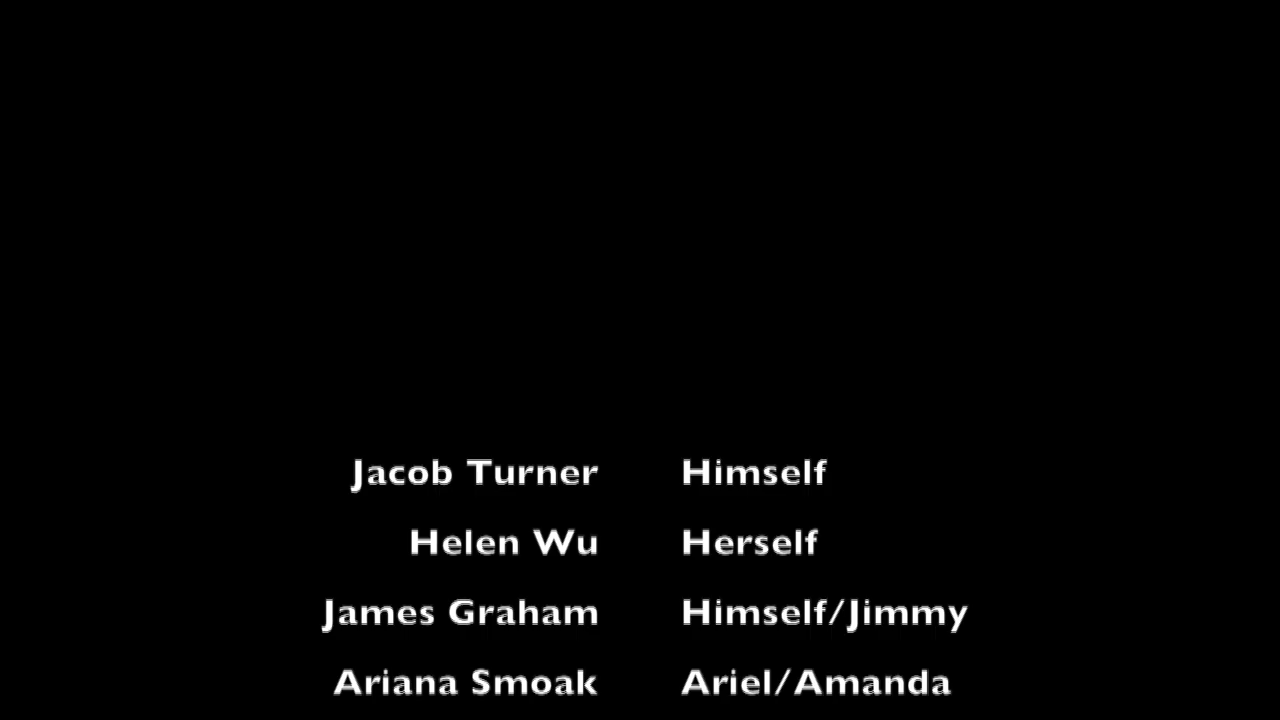 Jacob Turner Himself
Helen Wu Herself
James Graham Himself/Jimmy
Ariana Smoak Ariel/Amanda